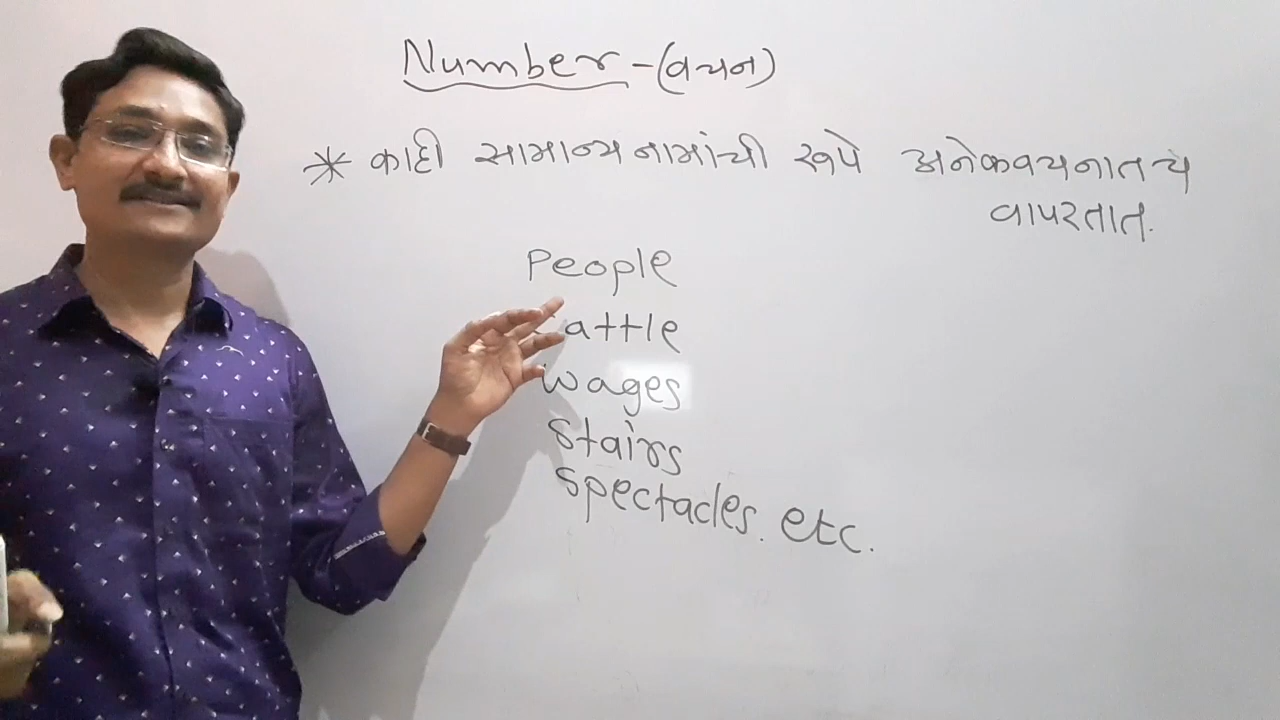 Number - (वचन)
* काही सामान्य नामांची रूपे अनेकवचनातच
वापरतात.
People
Cattle
Wages
Stairs
Spectacles. etc.